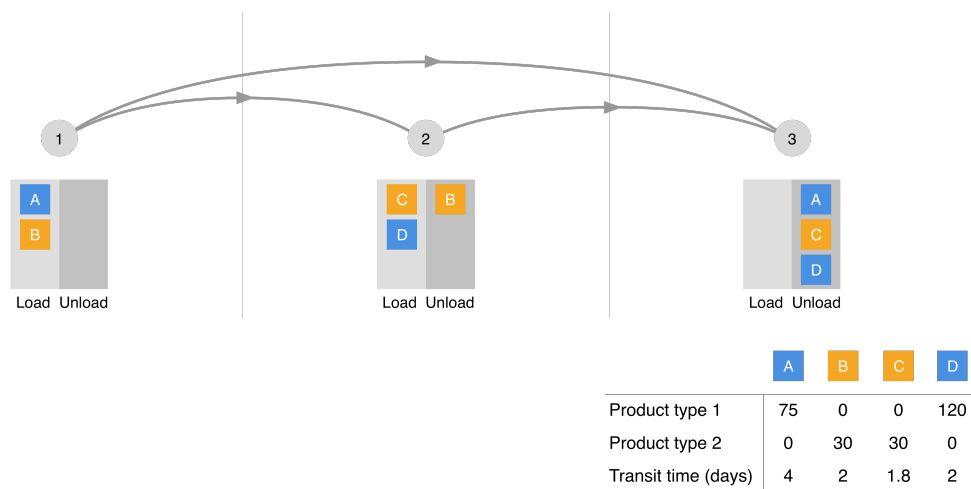 1 2 3
A C B A
B D C
D
Load Unload Load Unload Load Unload
A B C D
Product type 1 75 0 0 120
Product type 2 0 30 30 0
Transit time (days) 4 2 1.8 2